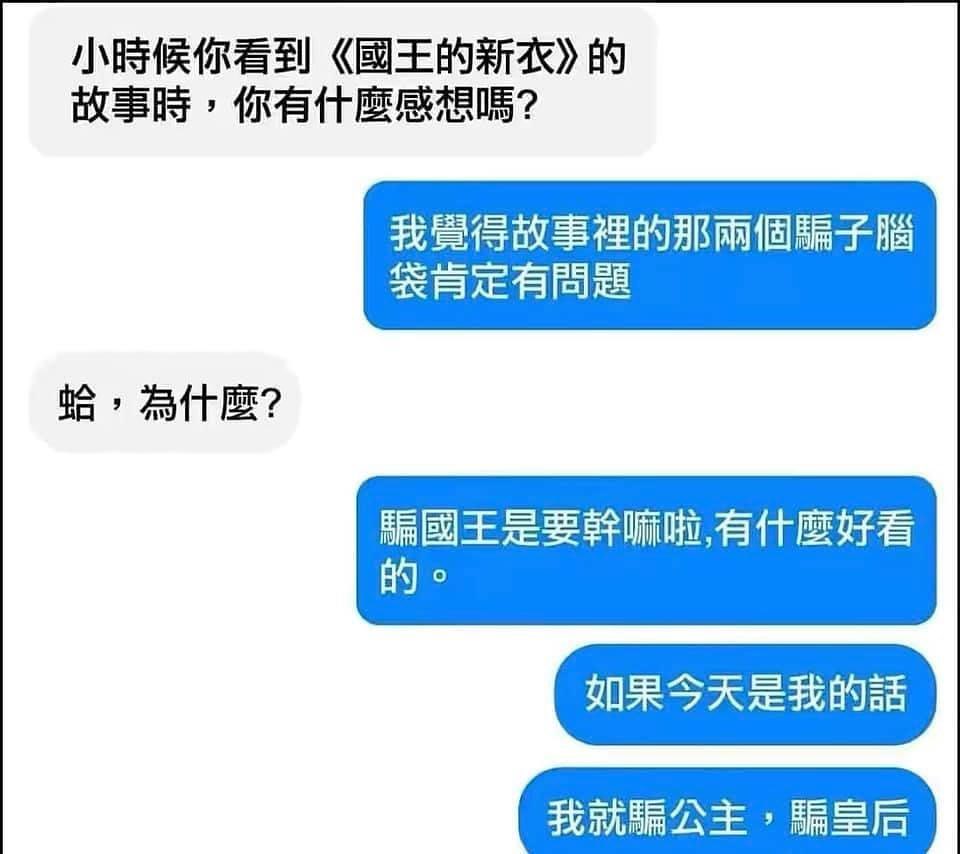 小時候你看到《國王的新衣》的
故事時，你有什麼感想嗎?
我覺得故事裡的那兩個騙子腦
袋肯定有問題
蛤，為什麼?
騙國王是要幹嘛啦,有什麼好看
的。
如果今天是我的話
我就騙公主，騙皇后